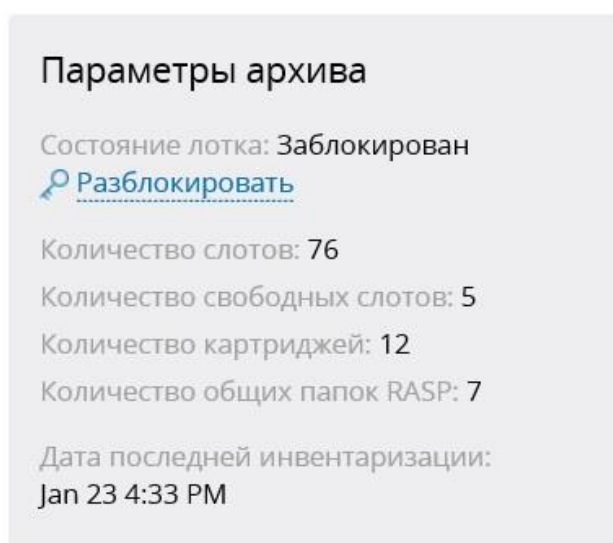 Параметры архива
Состояние лотка: Заблокирован
Разблокировать
Количество слотов: 76
Количество свободных слотов: 5
Количество картриджей: 12
Количество общих папок RASP: 7
Дата последней инвентаризации:
Jan 23 4:33 PM